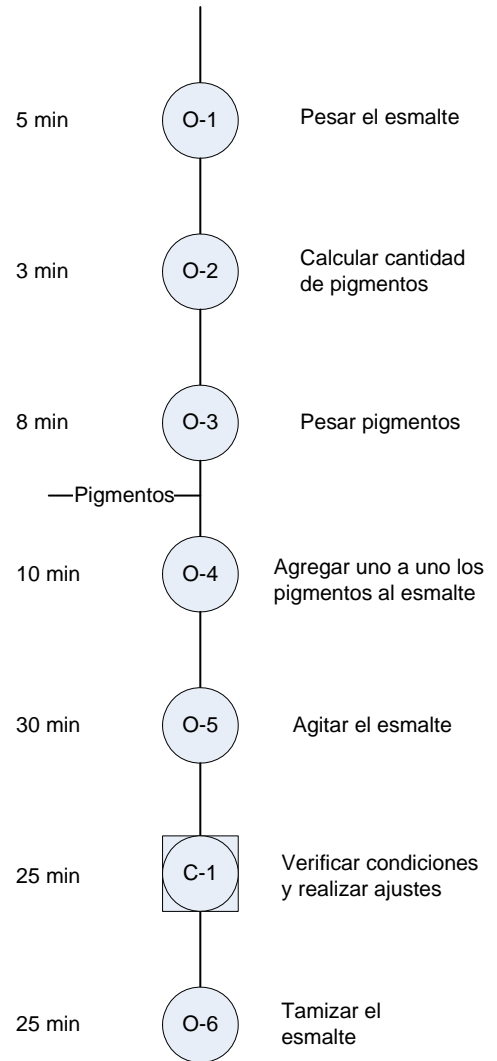 5 min
O-1
Pesar el esmalte
3 min
O-2
Calcular cantidad
de pigmentos
8 min
O-3
Pesar pigmentos
Pigmentos
10 min
O-4
Agregar uno a uno los
pigmentos al esmalte
30 min
O-5
Agitar el esmalte
25 min
C-1
Verificar condiciones
y realizar ajustes
25 min
O-6
Tamizar el
esmalte